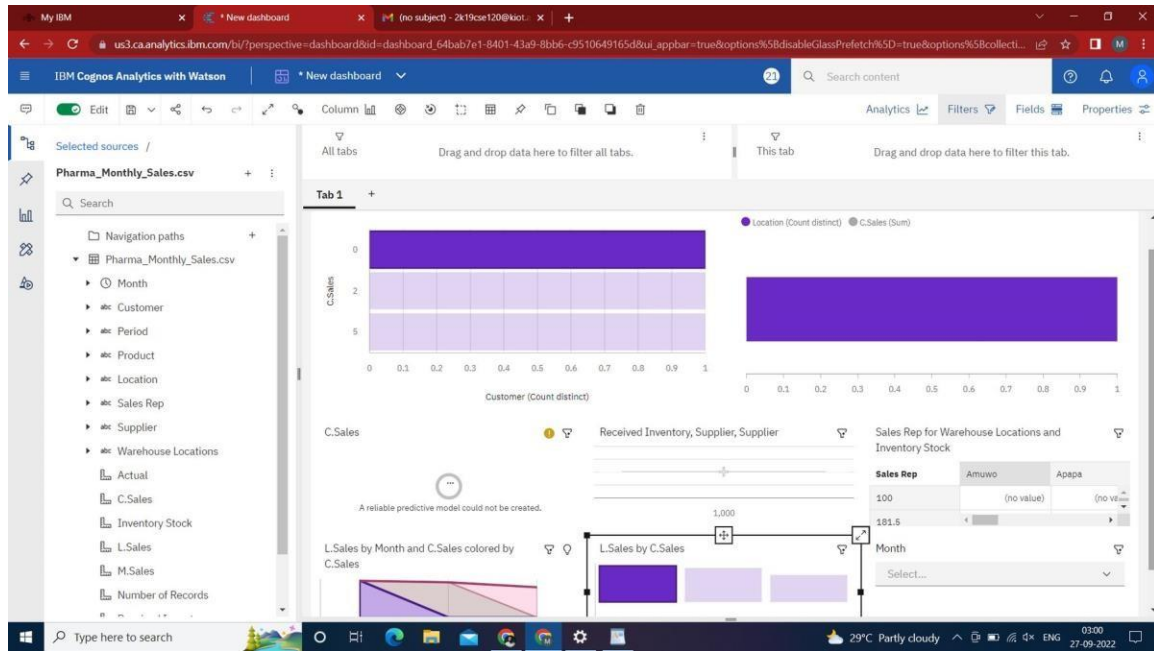 My IBM
* New dashboard
(no subject) - 2k19cse120@kiot.
us3.ca.analytics.ibm.com/bi/?perspective=dashboard&id=dashboard_64bab7e1-8401-43a9-8bb6-c9510649165d&ui_appbar=true&options%5BdisableGlassPrefetch%5D=true&options%5Bcollecti...
M
IBM Cognos Analytics with Watson
* New dashboard
21
Search content
Edit
Column
Analytics
Filters
Fields
Properties
Selected sources /
All tabs
Drag and drop data here to filter all tabs.
This tab
Drag and drop data here to filter this tab.
Pharma_Monthly_Sales.csv
Tab 1
Search
Navigation paths
Pharma_Monthly_Sales.csv
Month
abc Customer
abc Period
abc Product
abc Location
abc Sales Rep
abc Supplier
abc Warehouse Locations
Actual
C.Sales
Inventory Stock
L.Sales
M.Sales
Number of Records
C.Sales
0
2
5
0 0.1 0.2 0.3 0.4 0.5 0.6 0.7 0.8 0.9 1
Customer (Count distinct)
Location (Count distinct) C.Sales (Sum)
0 0.1 0.2 0.3 0.4 0.5 0.6 0.7 0.8 0.9 1
C.Sales
A reliable predictive model could not be created.
Received Inventory, Supplier, Supplier
1,000
Sales Rep for Warehouse Locations and
Inventory Stock
Sales Rep Amuwo Apapa
100 (no value) (no va
181.5
L.Sales by Month and C.Sales colored by
C.Sales
L.Sales by C.Sales
Month
Select...
Type here to search
29°C Partly cloudy
ENG
03:00
27-09-2022